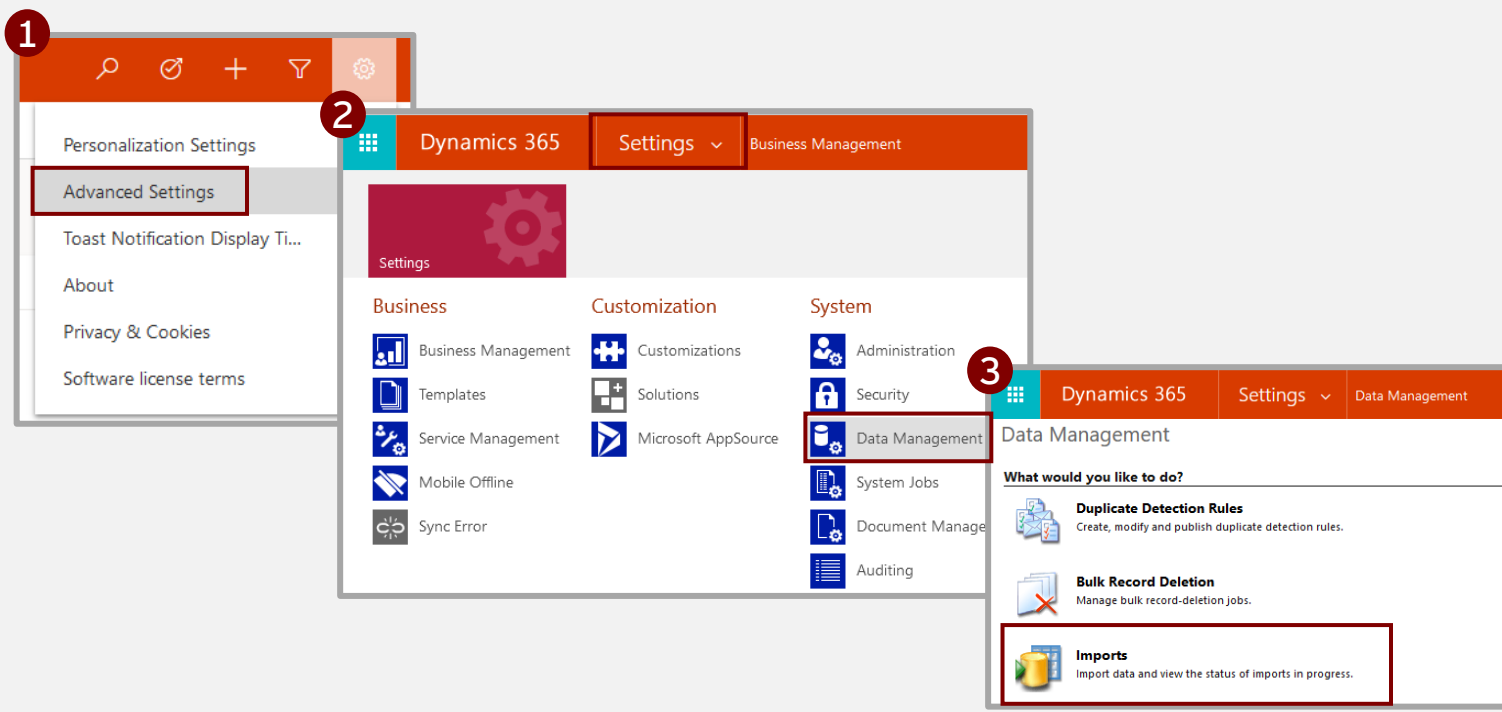 1
Personalization Settings
Advanced Settings
Toast Notification Display Ti...
About
Privacy & Cookies
Software license terms
2
Dynamics 365 Settings Business Management
Settings
Business
Business Management
Templates
Service Management
Mobile Offline
Sync Error
Customization
Customizations
Solutions
Microsoft AppSource
System
Administration
Security
Data Management
System Jobs
Document Manage
Auditing
3
Dynamics 365 Settings Data Management
Data Management
What would you like to do?
Duplicate Detection Rules
Create, modify and publish duplicate detection rules.
Bulk Record Deletion
Manage bulk record-deletion jobs.
Imports
Import data and view the status of imports in progress.